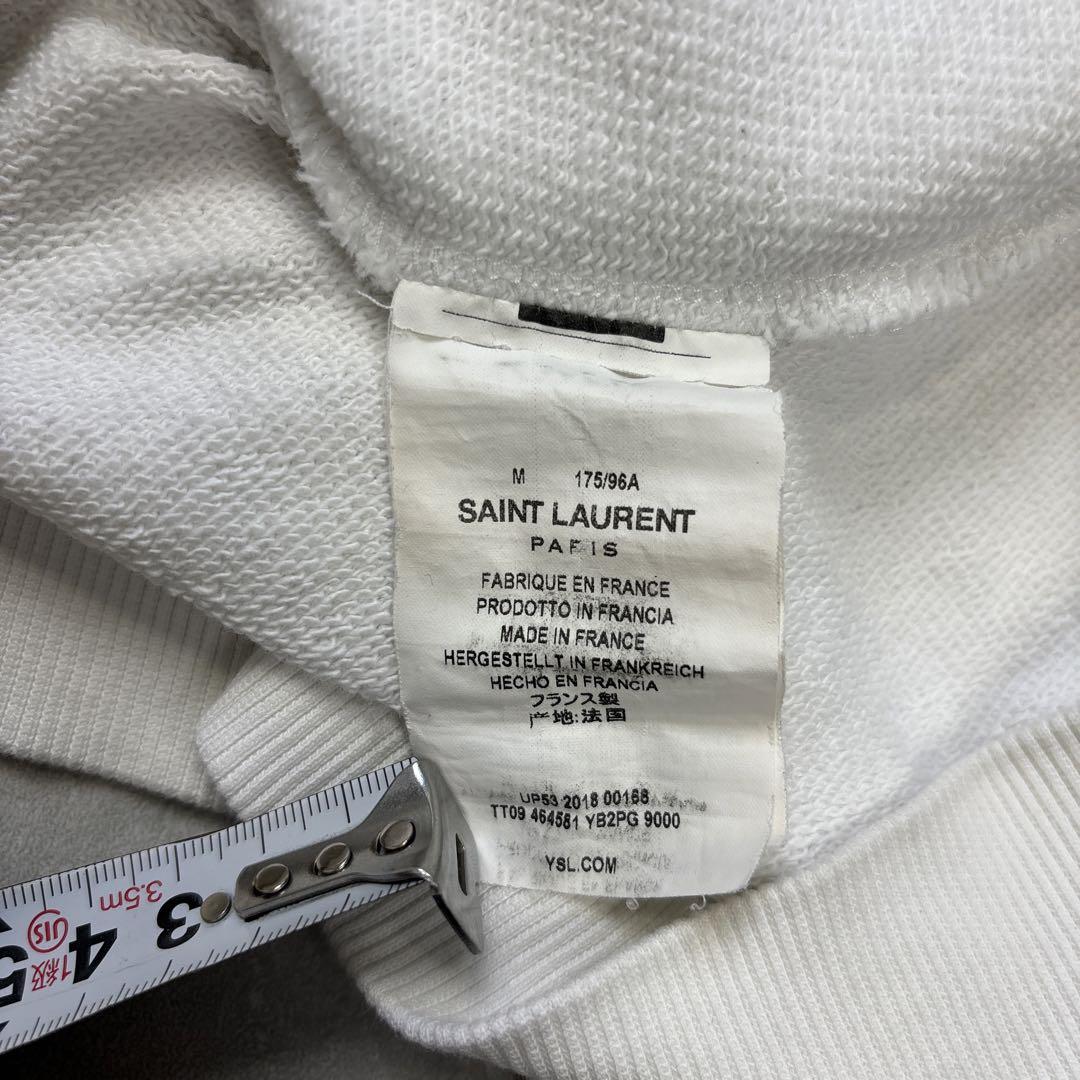 M 175/96A
SAINT LAURENT
PARIS
FABRIQUE EN FRANCE
PRODOTTO IN FRANCIA
MADE IN FRANCE
HERGESTELLT IN FRANKREICH
HECHO EN FRANCIA
フランス製
产地:法国
UP53 2018 00168
TT09 464581 YB2PG 9000
YSL.COM
3
3.5m
4
JIS
1級
5